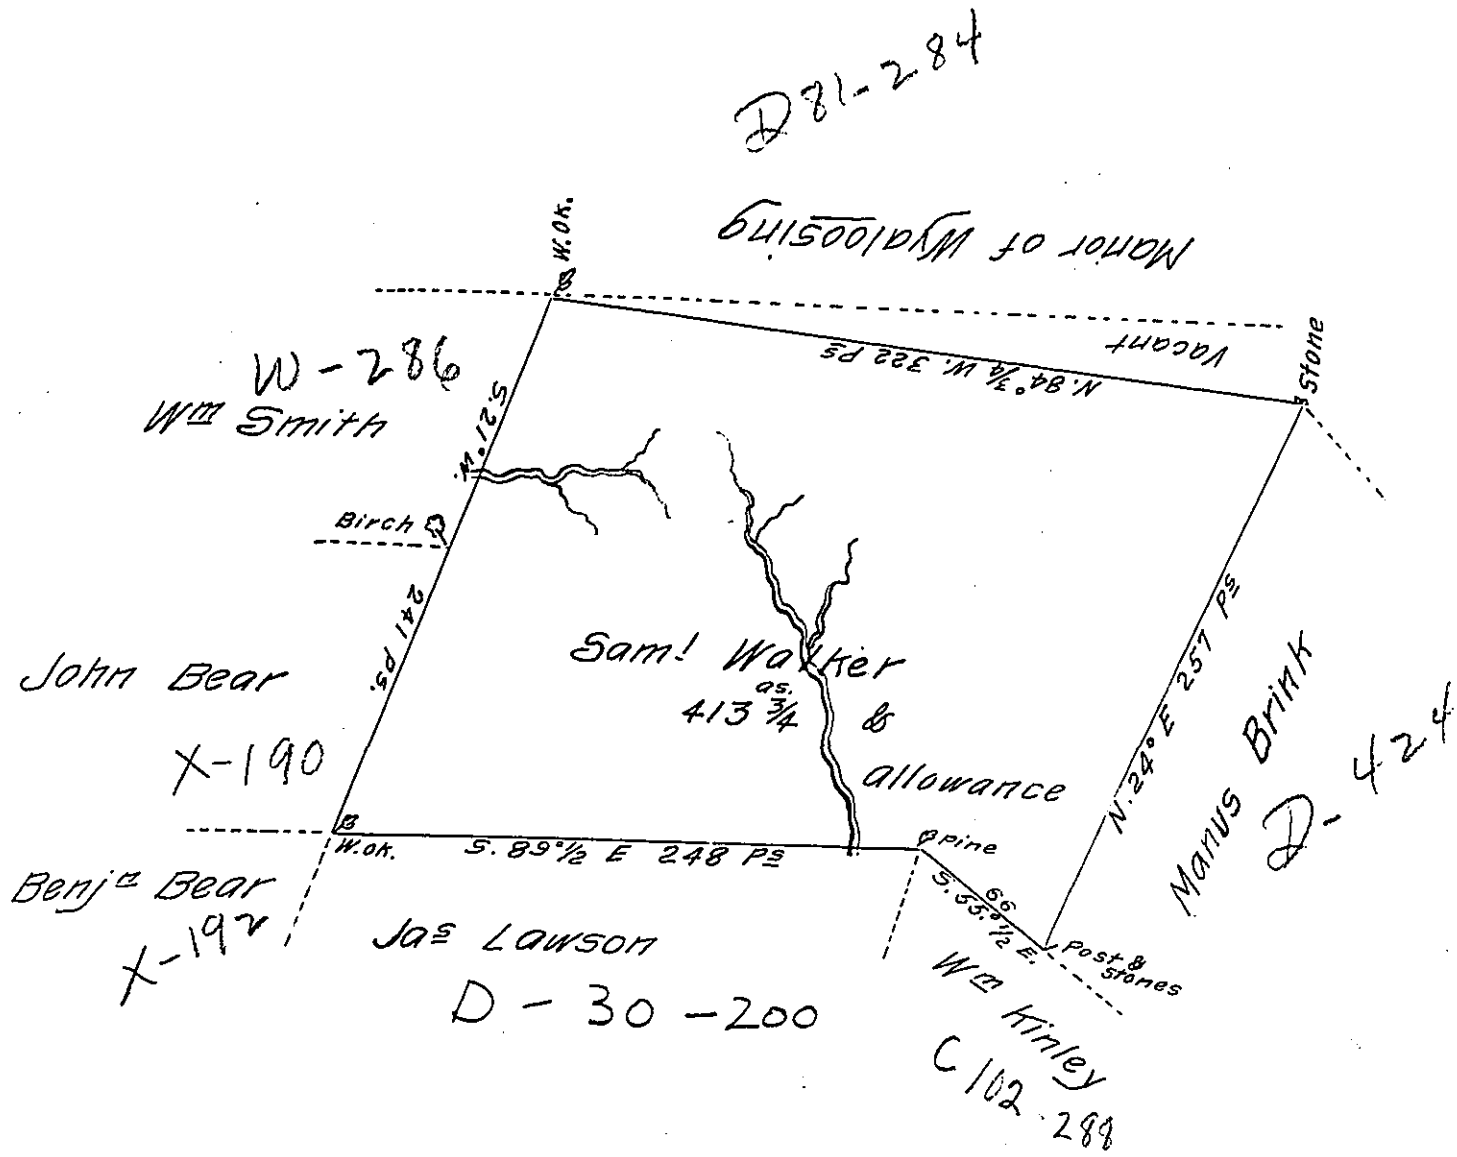 D81-284
Manor of Wyaloosing
W.OK.
Vacant
Stone
N. 84°¾ W. 322 Ps
W-286
Wm Smith
S. 21° W.
241 Ps.
Birch
John Bear
X-190
Saml Walker
413¾ as. &
allowance
N. 24° E 257 Ps
Manus Brink
D-424
W.OK.
S. 89°½ E 248 Ps
Pine
66
S. 55.°½ E.
Post &
stones
Benja Bear
X-192
Jas Lawson
D-30-200
Wm Kinley
C 102.288